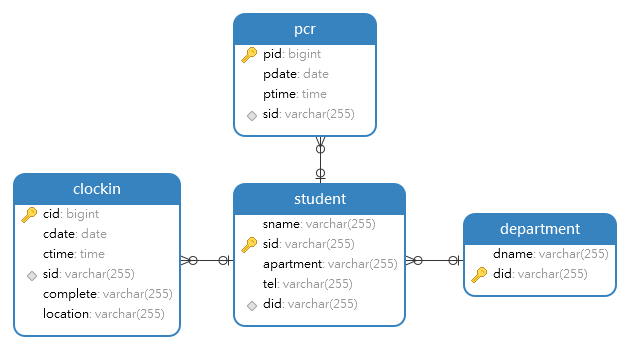 pcr
pid: bigint
pdate: date
ptime: time
sid: varchar(255)
clockin
cid: bigint
cdate: date
ctime: time
sid: varchar(255)
complete: varchar(255)
location: varchar(255)
student
sname: varchar(255)
sid: varchar(255)
apartment: varchar(255)
tel: varchar(255)
did: varchar(255)
department
dname: varchar(255)
did: varchar(255)